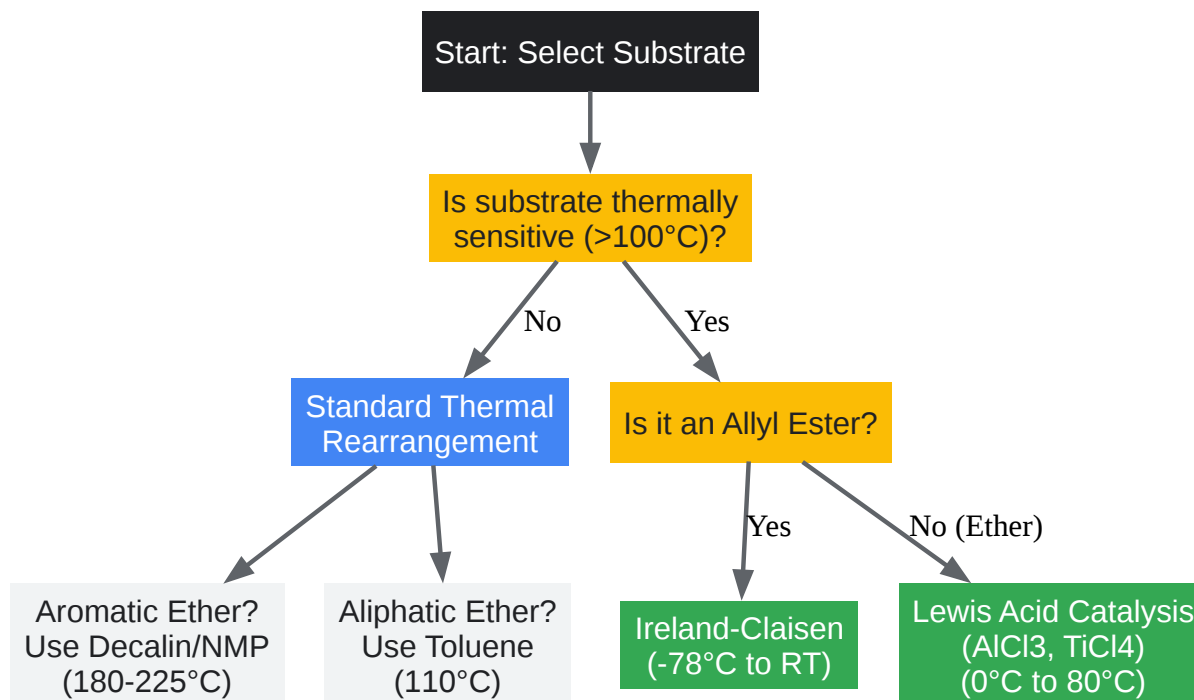 Start: Select Substrate
Is substrate thermally
sensitive (>100°C)?
No
Yes
Standard Thermal
Rearrangement
Is it an Allyl Ester?
Yes
No (Ether)
Aromatic Ether?
Use Decalin/NMP
(180-225°C)
Aliphatic Ether?
Use Toluene
(110°C)
Ireland-Claisen
(-78°C to RT)
Lewis Acid Catalysis
(AlCl3, TiCl4)
(0°C to 80°C)